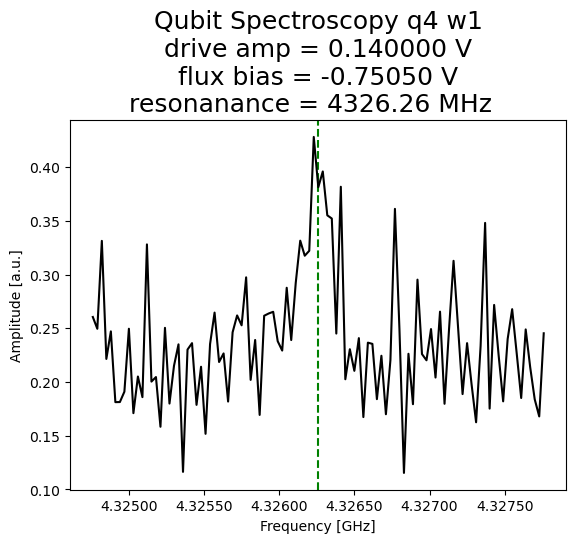 Qubit Spectroscopy q4 w1
drive amp = 0.140000 V
flux bias = -0.75050 V
resonanance = 4326.26 MHz
0.40
0.35
0.30
0.25
0.20
0.15
0.10
Amplitude [a.u.]
4.32500 4.32550 4.32600 4.32650 4.32700 4.32750
Frequency [GHz]